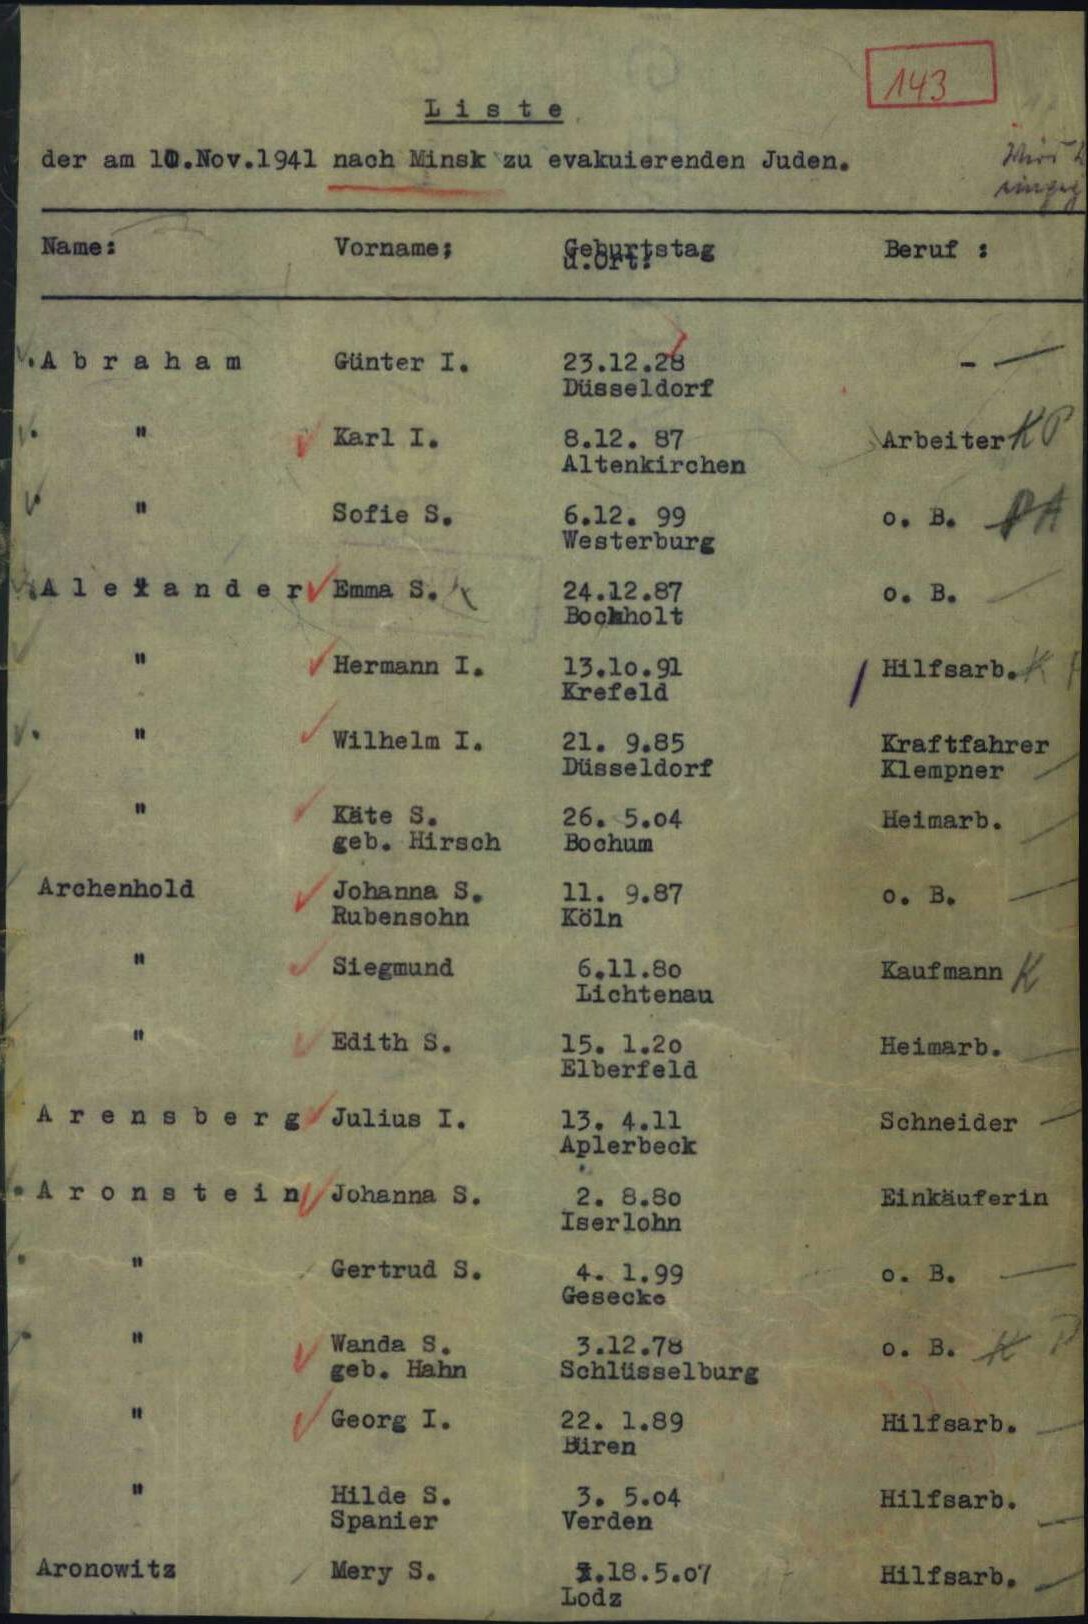 143
Liste
der am 10.Nov.1941 nach Minsk zu evakuierenden Juden.
Name: Vorname; Geburtstag Beruf :
u.Ort:
Abraham Günter I. 23.12.28 -
Düsseldorf
" Karl I. 8.12. 87 Arbeiter K P
Altenkirchen
" Sofie S. 6.12. 99 o. B.
Westerburg
Alexander Emma S. 24.12.87 o. B.
Bochholt
" Hermann I. 13.10.91 Hilfsarb. K
Krefeld
" Wilhelm I. 21. 9.85 Kraftfahrer
Düsseldorf Klempner
" Käte S. 26. 5.04 Heimarb.
geb. Hirsch Bochum
Archenhold Johanna S. 11. 9.87 o. B.
Rubensohn Köln
" Siegmund 6.11.80 Kaufmann K
Lichtenau
" Edith S. 15. 1.20 Heimarb.
Elberfeld
Arensberg Julius I. 13. 4.11 Schneider
Aplerbeck
Aronstein Johanna S. 2. 8.80 Einkäuferin
Iserlohn
" Gertrud S. 4. 1.99 o. B.
Gesecke
" Wanda S. 3.12.78 o. B. K P
geb. Hahn Schlüsselburg
" Georg I. 22. 1.89 Hilfsarb.
Büren
" Hilde S. 3. 5.04 Hilfsarb.
Spanier Verden
Aronowitz Mery S. 18.5.07 Hilfsarb.
Lodz